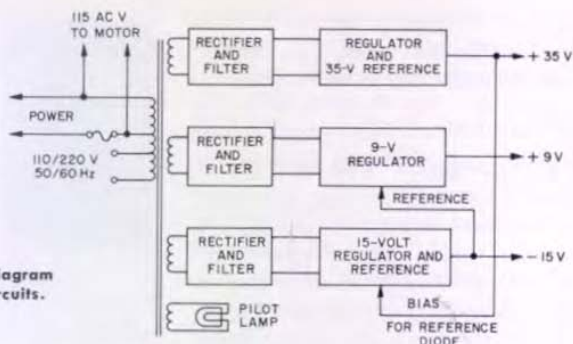 115 AC V
TO MOTOR
POWER
110/220 V
50/60 Hz
RECTIFIER
AND
FILTER
REGULATOR
AND
35-V REFERENCE
+ 35 V
RECTIFIER
AND
FILTER
9-V
REGULATOR
+ 9 V
REFERENCE
RECTIFIER
AND
FILTER
15-VOLT
REGULATOR AND
REFERENCE
- 15 V
PILOT
LAMP
BIAS
FOR REFERENCE
DIODE
iagram
rcuits.